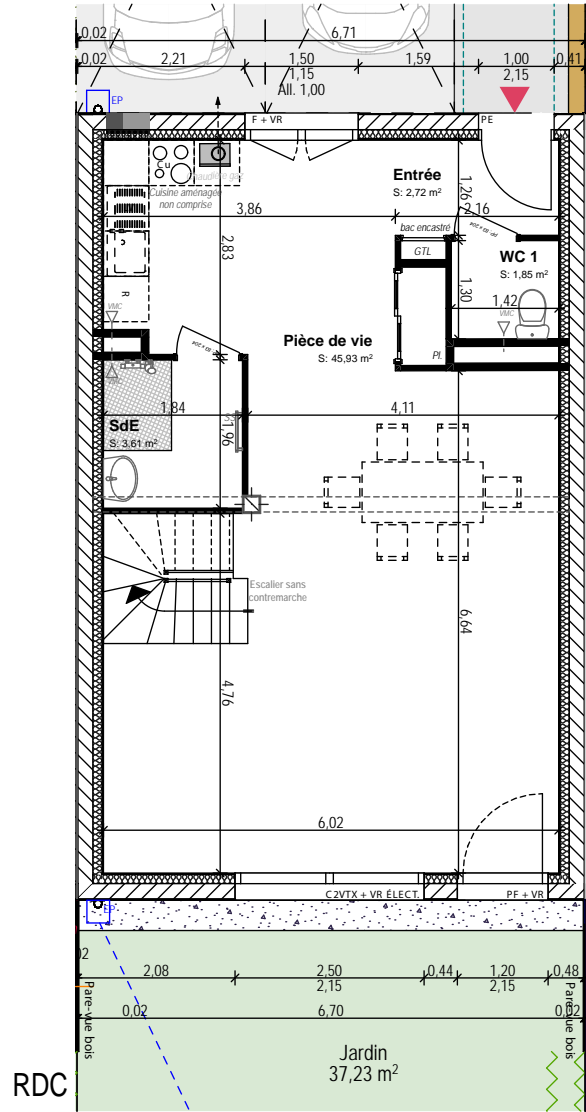 0,02
6,71
0,02
2,21
1,50
1,59
1,00
0,41
1,15
2,15
All. 1,00
EP
F + VR
PE
Cu
Chaudière gaz
Cuisine aménagée
non comprise
Entrée
S: 2,72 m²
1,26
3,86
2,16
bac encastré
GTL
WC 1
S: 1,85 m²
2,83
1,30
1,42
R
VMC
VMC
Pièce de vie
S: 45,93 m²
Pl.
VMC
1,84
4,11
SdE
S: 3.61 m²
SS
1,96
Escalier sans
contremarche
6,64
4,76
6,02
C2VTX + VR ÉLECT.
PF + VR
EP
02
2,08
2,50
0,44
1,20
0,48
2,15
2,15
Pare-vue bois
Pare-vue bois
0,02
6,70
0,02
Jardin
37,23 m²
RDC